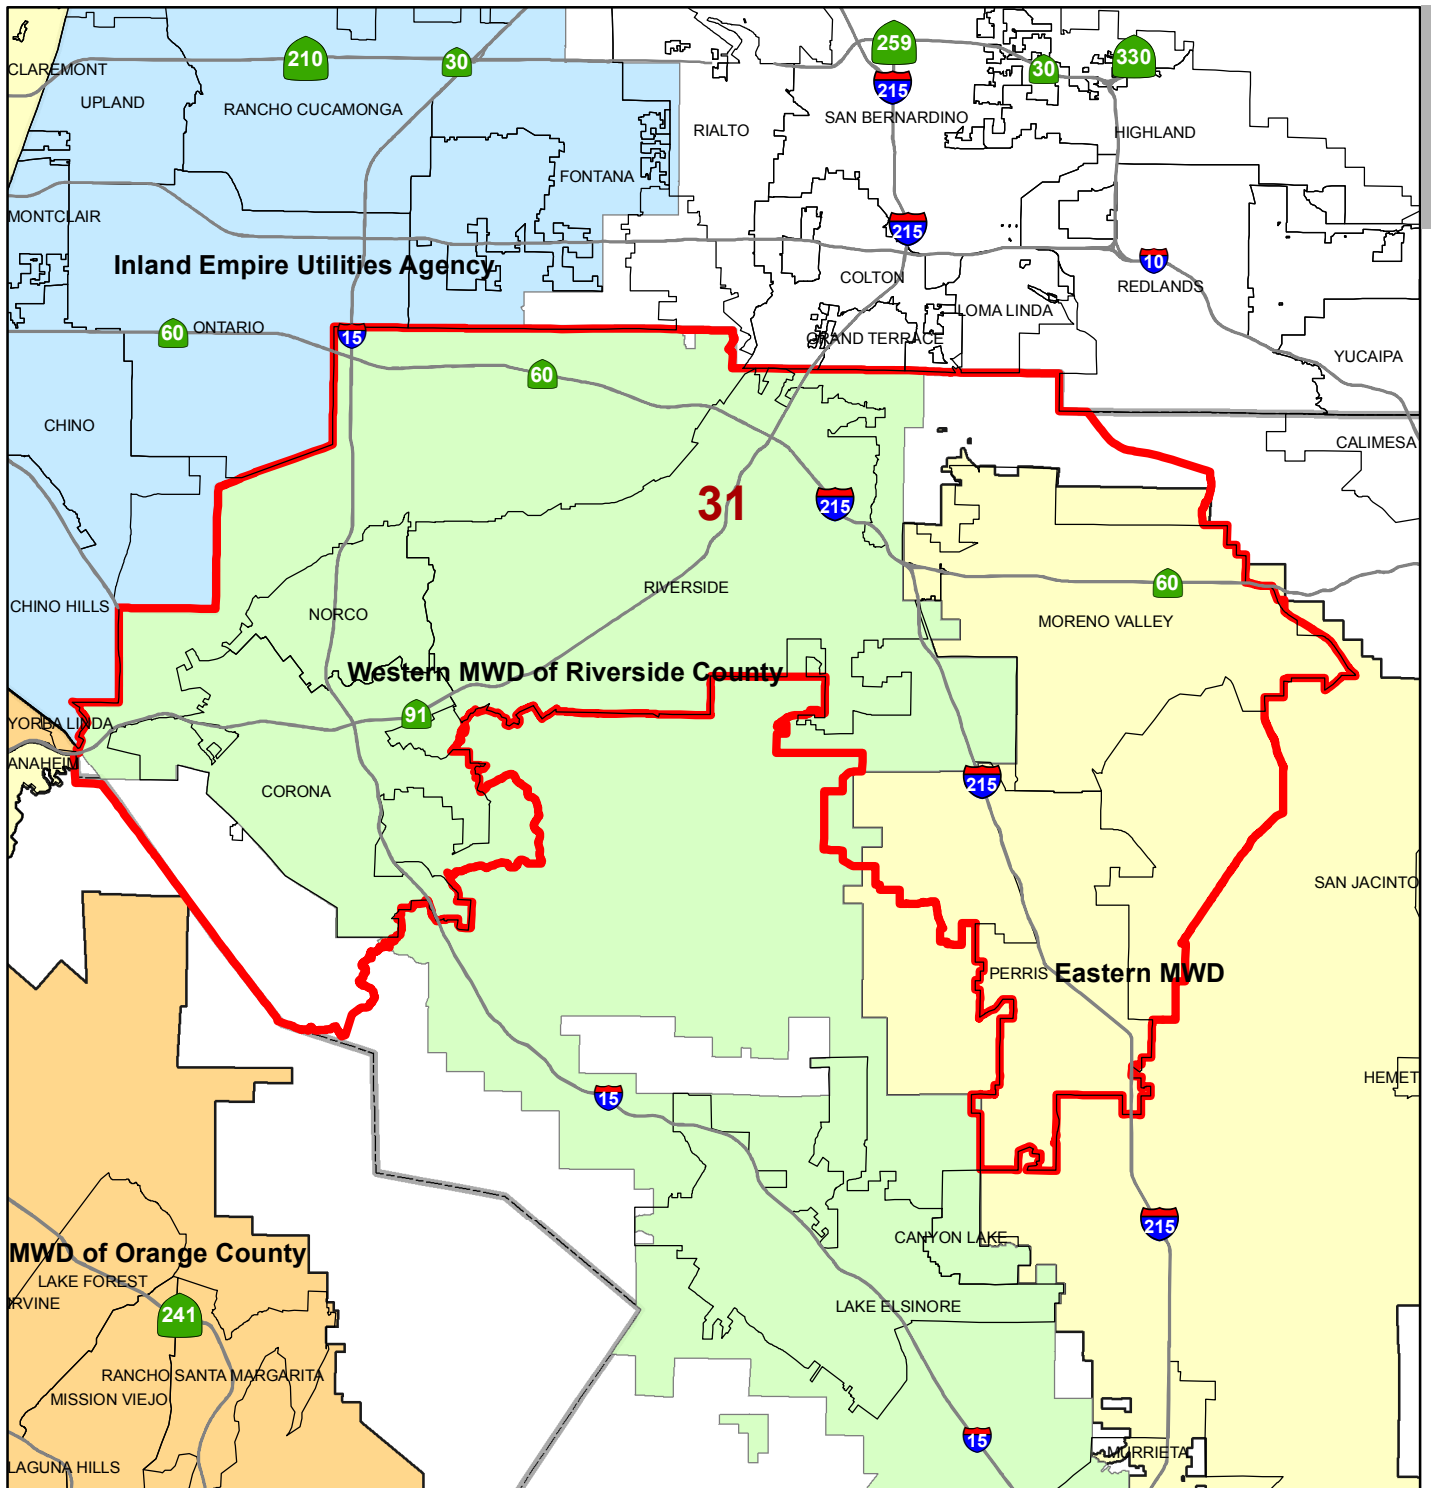 259
210
30
30
330
CLAREMONT
215
UPLAND
RANCHO CUCAMONGA
SAN BERNARDINO
RIALTO
HIGHLAND
FONTANA
MONTCLAIR
215
Inland Empire Utilities Agency
10
COLTON
REDLANDS
LOMA LINDA
60
ONTARIO
15
GRAND TERRACE
YUCAIPA
60
CHINO
CALIMESA
31
215
RIVERSIDE
60
CHINO HILLS
NORCO
MORENO VALLEY
Western MWD of Riverside County
91
YORBA LINDA
ANAHEIM
215
CORONA
SAN JACINTO
PERRIS
Eastern MWD
HEMET
15
215
CANYON LAKE
MWD of Orange County
LAKE FOREST
IRVINE
LAKE ELSINORE
241
RANCHO SANTA MARGARITA
MISSION VIEJO
15
MURRIETA
LAGUNA HILLS